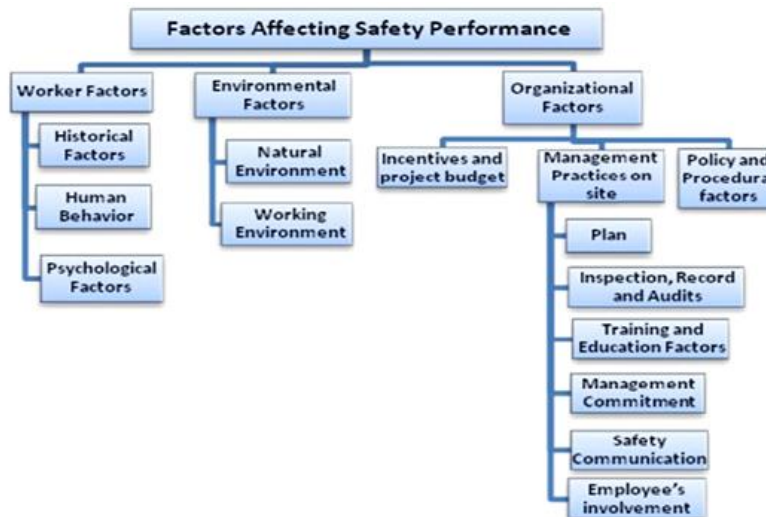 Factors Affecting Safety Performance
Worker Factors
Environmental
Factors
Organizational
Factors
Historical
Factors
Human
Behavior
Psychological
Factors
Natural
Environment
Working
Environment
Incentives and
project budget
Management
Practices on
site
Policy and
Procedural
factors
Plan
Inspection, Record
and Audits
Training and
Education Factors
Management
Commitment
Safety
Communication
Employee's
involvement